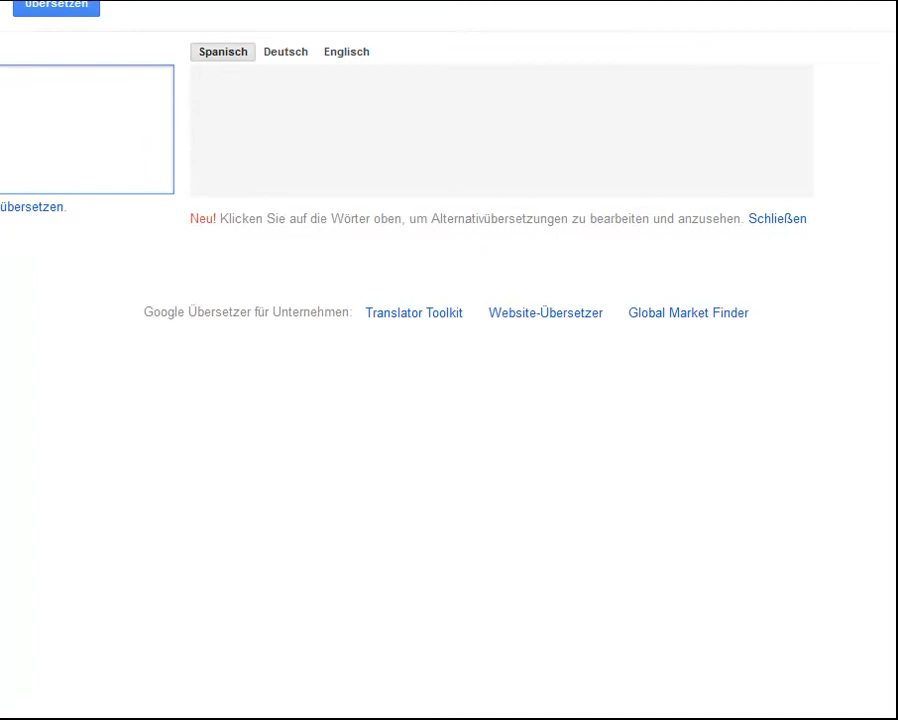 übersetzen
Spanisch Deutsch Englisch
übersetzen.
Neu! Klicken Sie auf die Wörter oben, um Alternativübersetzungen zu bearbeiten und anzusehen. Schließen
Google Übersetzer für Unternehmen: Translator Toolkit Website-Übersetzer Global Market Finder